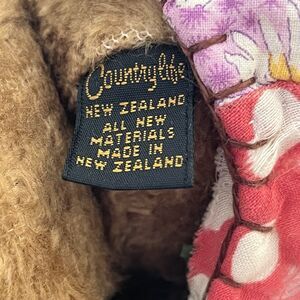 Countrylife
NEW ZEALAND
ALL NEW
MATERIALS
MADE IN
NEW ZEALAND